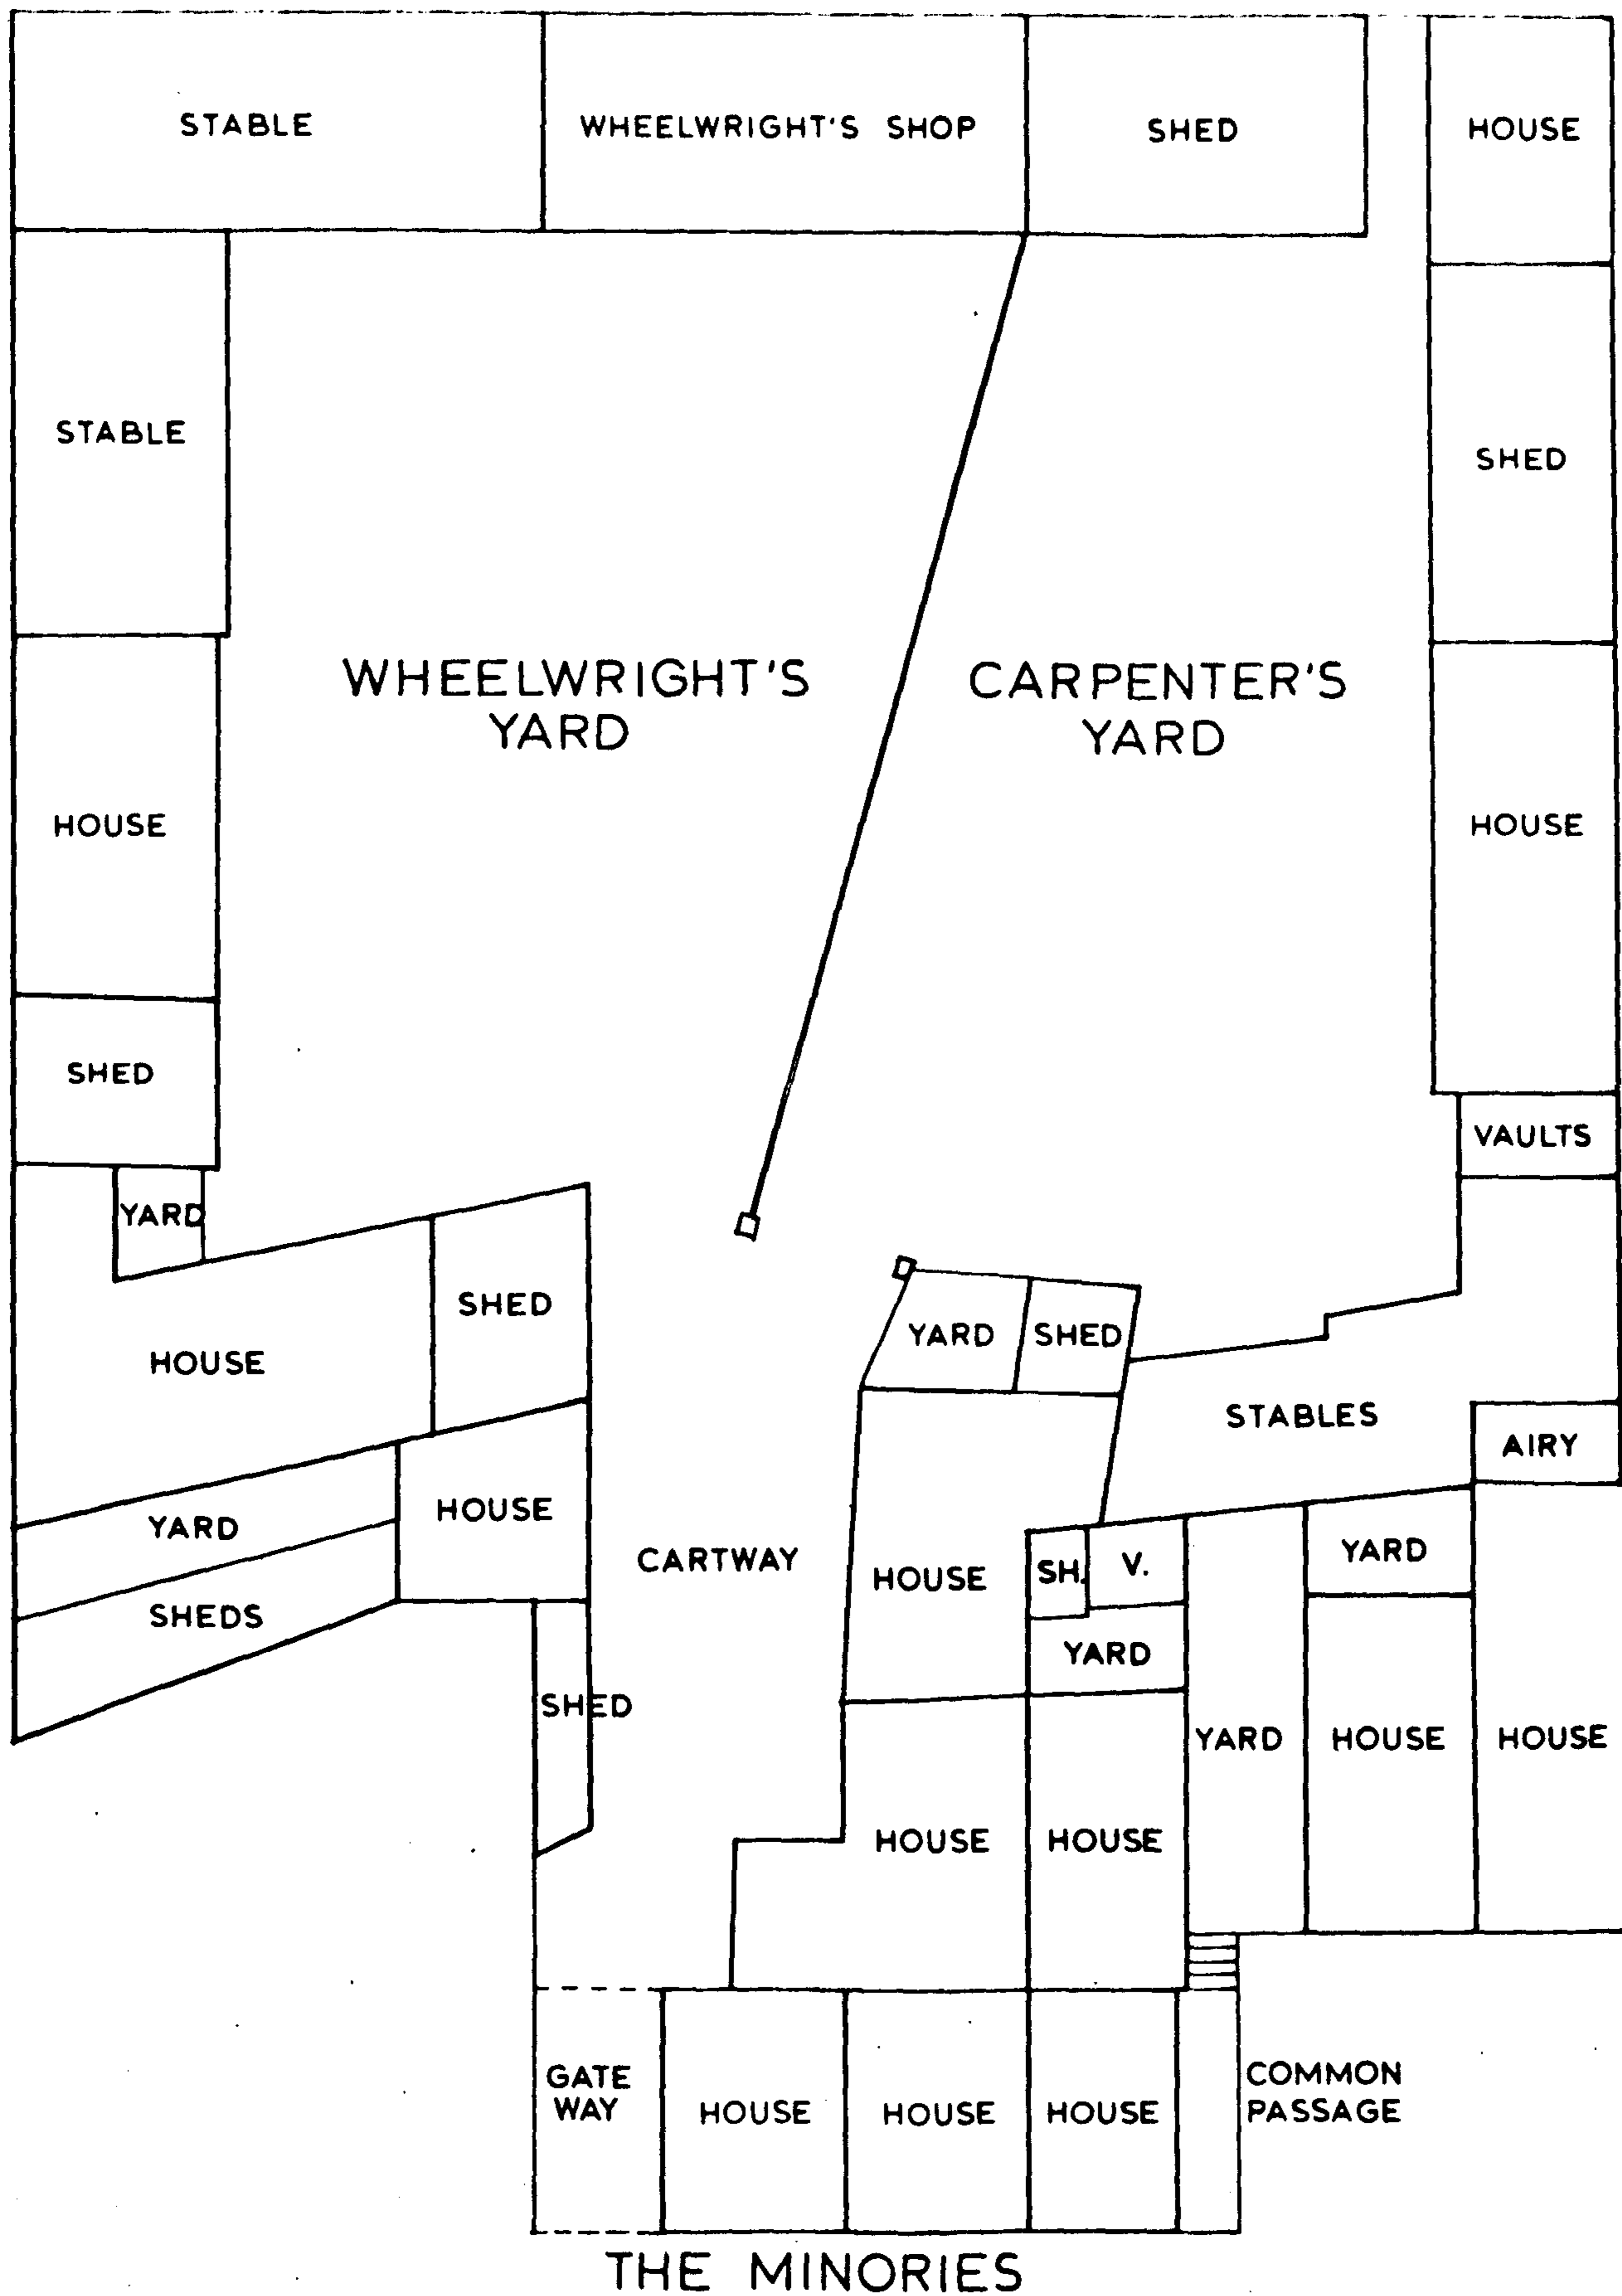 STABLE
WHEELWRIGHT'S SHOP
SHED
HOUSE
STABLE
SHED
WHEELWRIGHT'S
YARD
CARPENTER'S
YARD
HOUSE
HOUSE
SHED
VAULTS
YARD
SHED
HOUSE
YARD
SHED
STABLES
AIRY
YARD
HOUSE
SHEDS
CARTWAY
HOUSE
SH.
V.
YARD
YARD
SHED
YARD
HOUSE
HOUSE
HOUSE
HOUSE
GATE
WAY
HOUSE
HOUSE
HOUSE
COMMON
PASSAGE
THE MINORIES